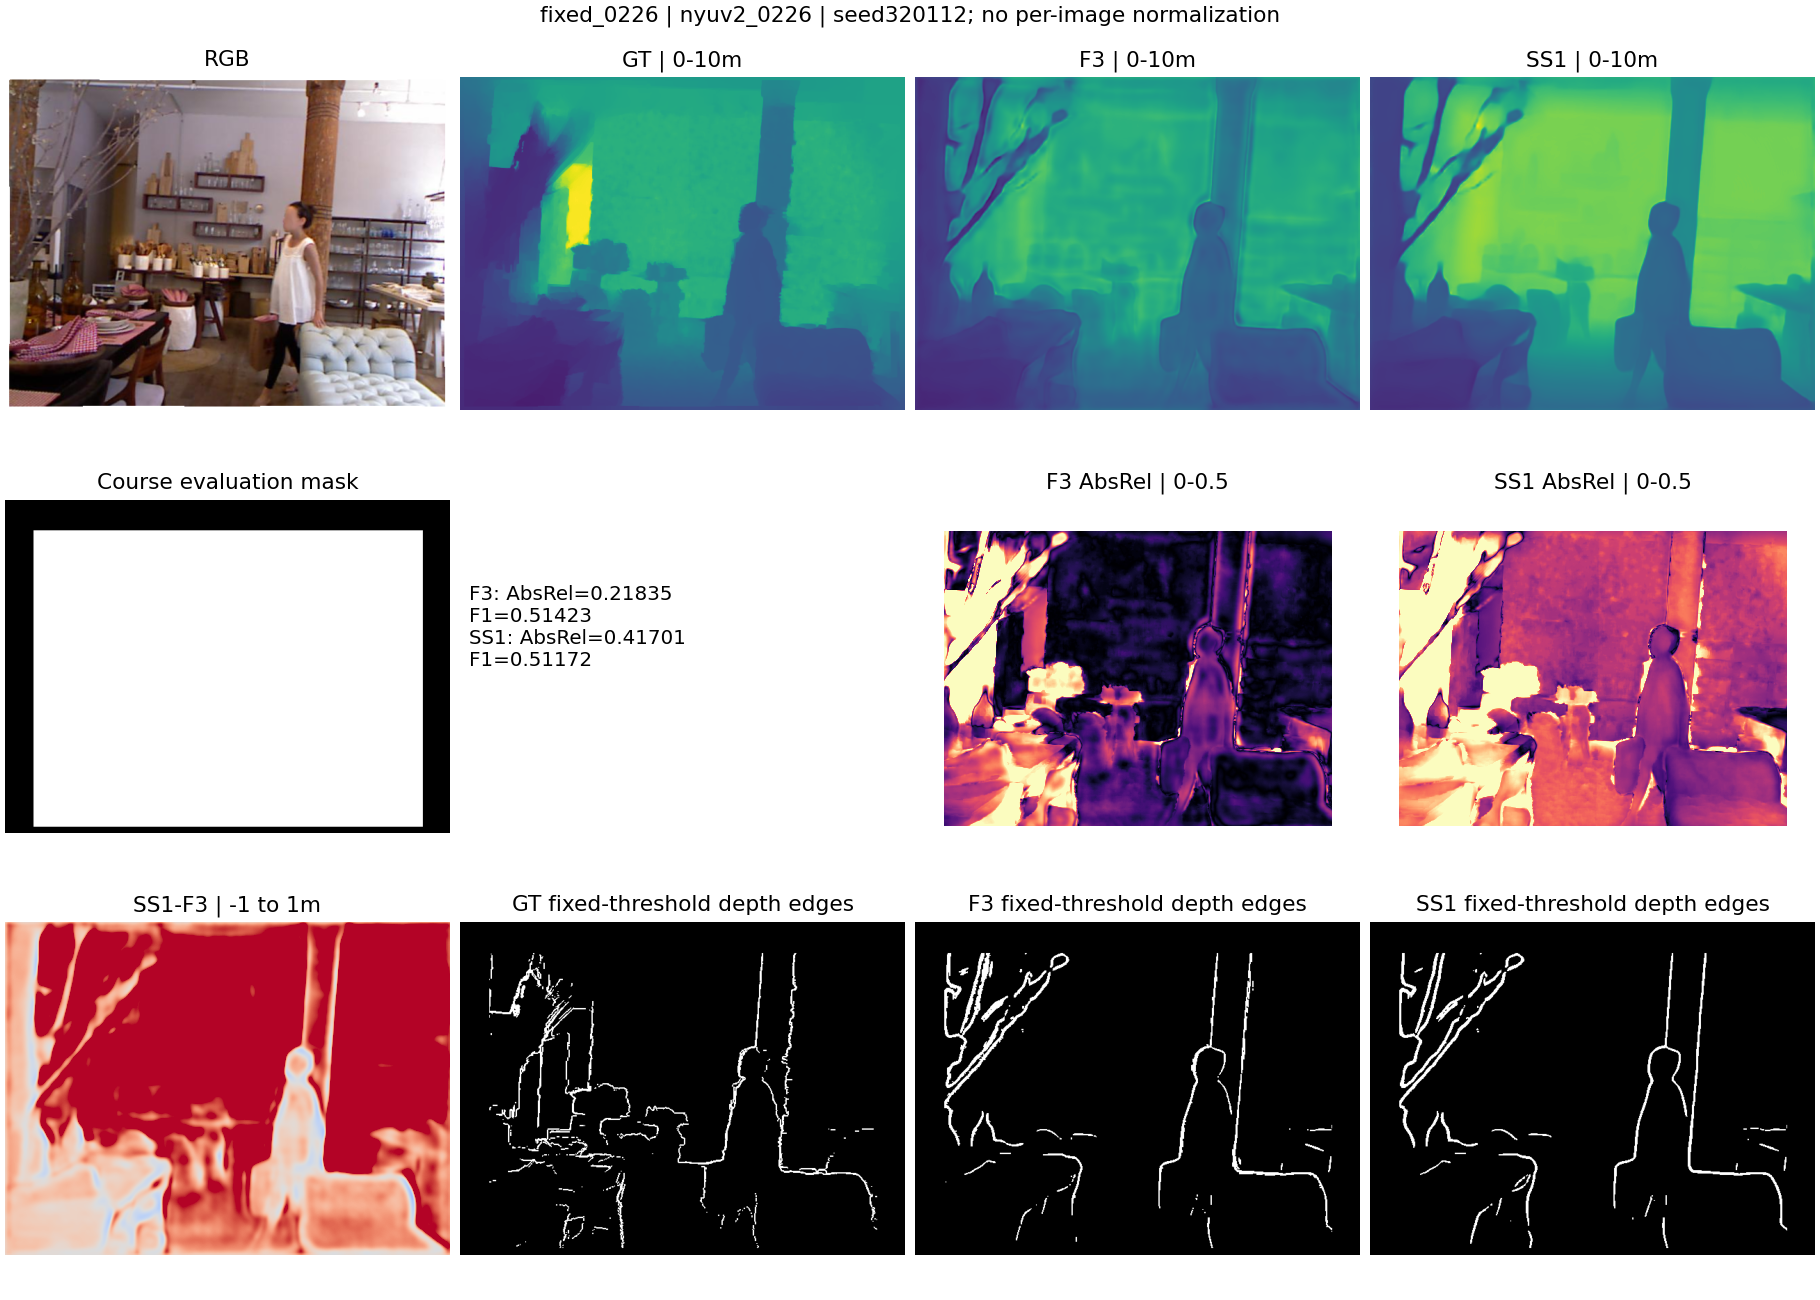 fixed_0226 | nyuv2_0226 | seed320112; no per-image normalization
RGB
GT | 0-10m
F3 | 0-10m
SS1 | 0-10m
Course evaluation mask
F3 AbsRel | 0-0.5
SS1 AbsRel | 0-0.5
F3: AbsRel=0.21835
F1=0.51423
SS1: AbsRel=0.41701
F1=0.51172
SS1-F3 | -1 to 1m
GT fixed-threshold depth edges
F3 fixed-threshold depth edges
SS1 fixed-threshold depth edges